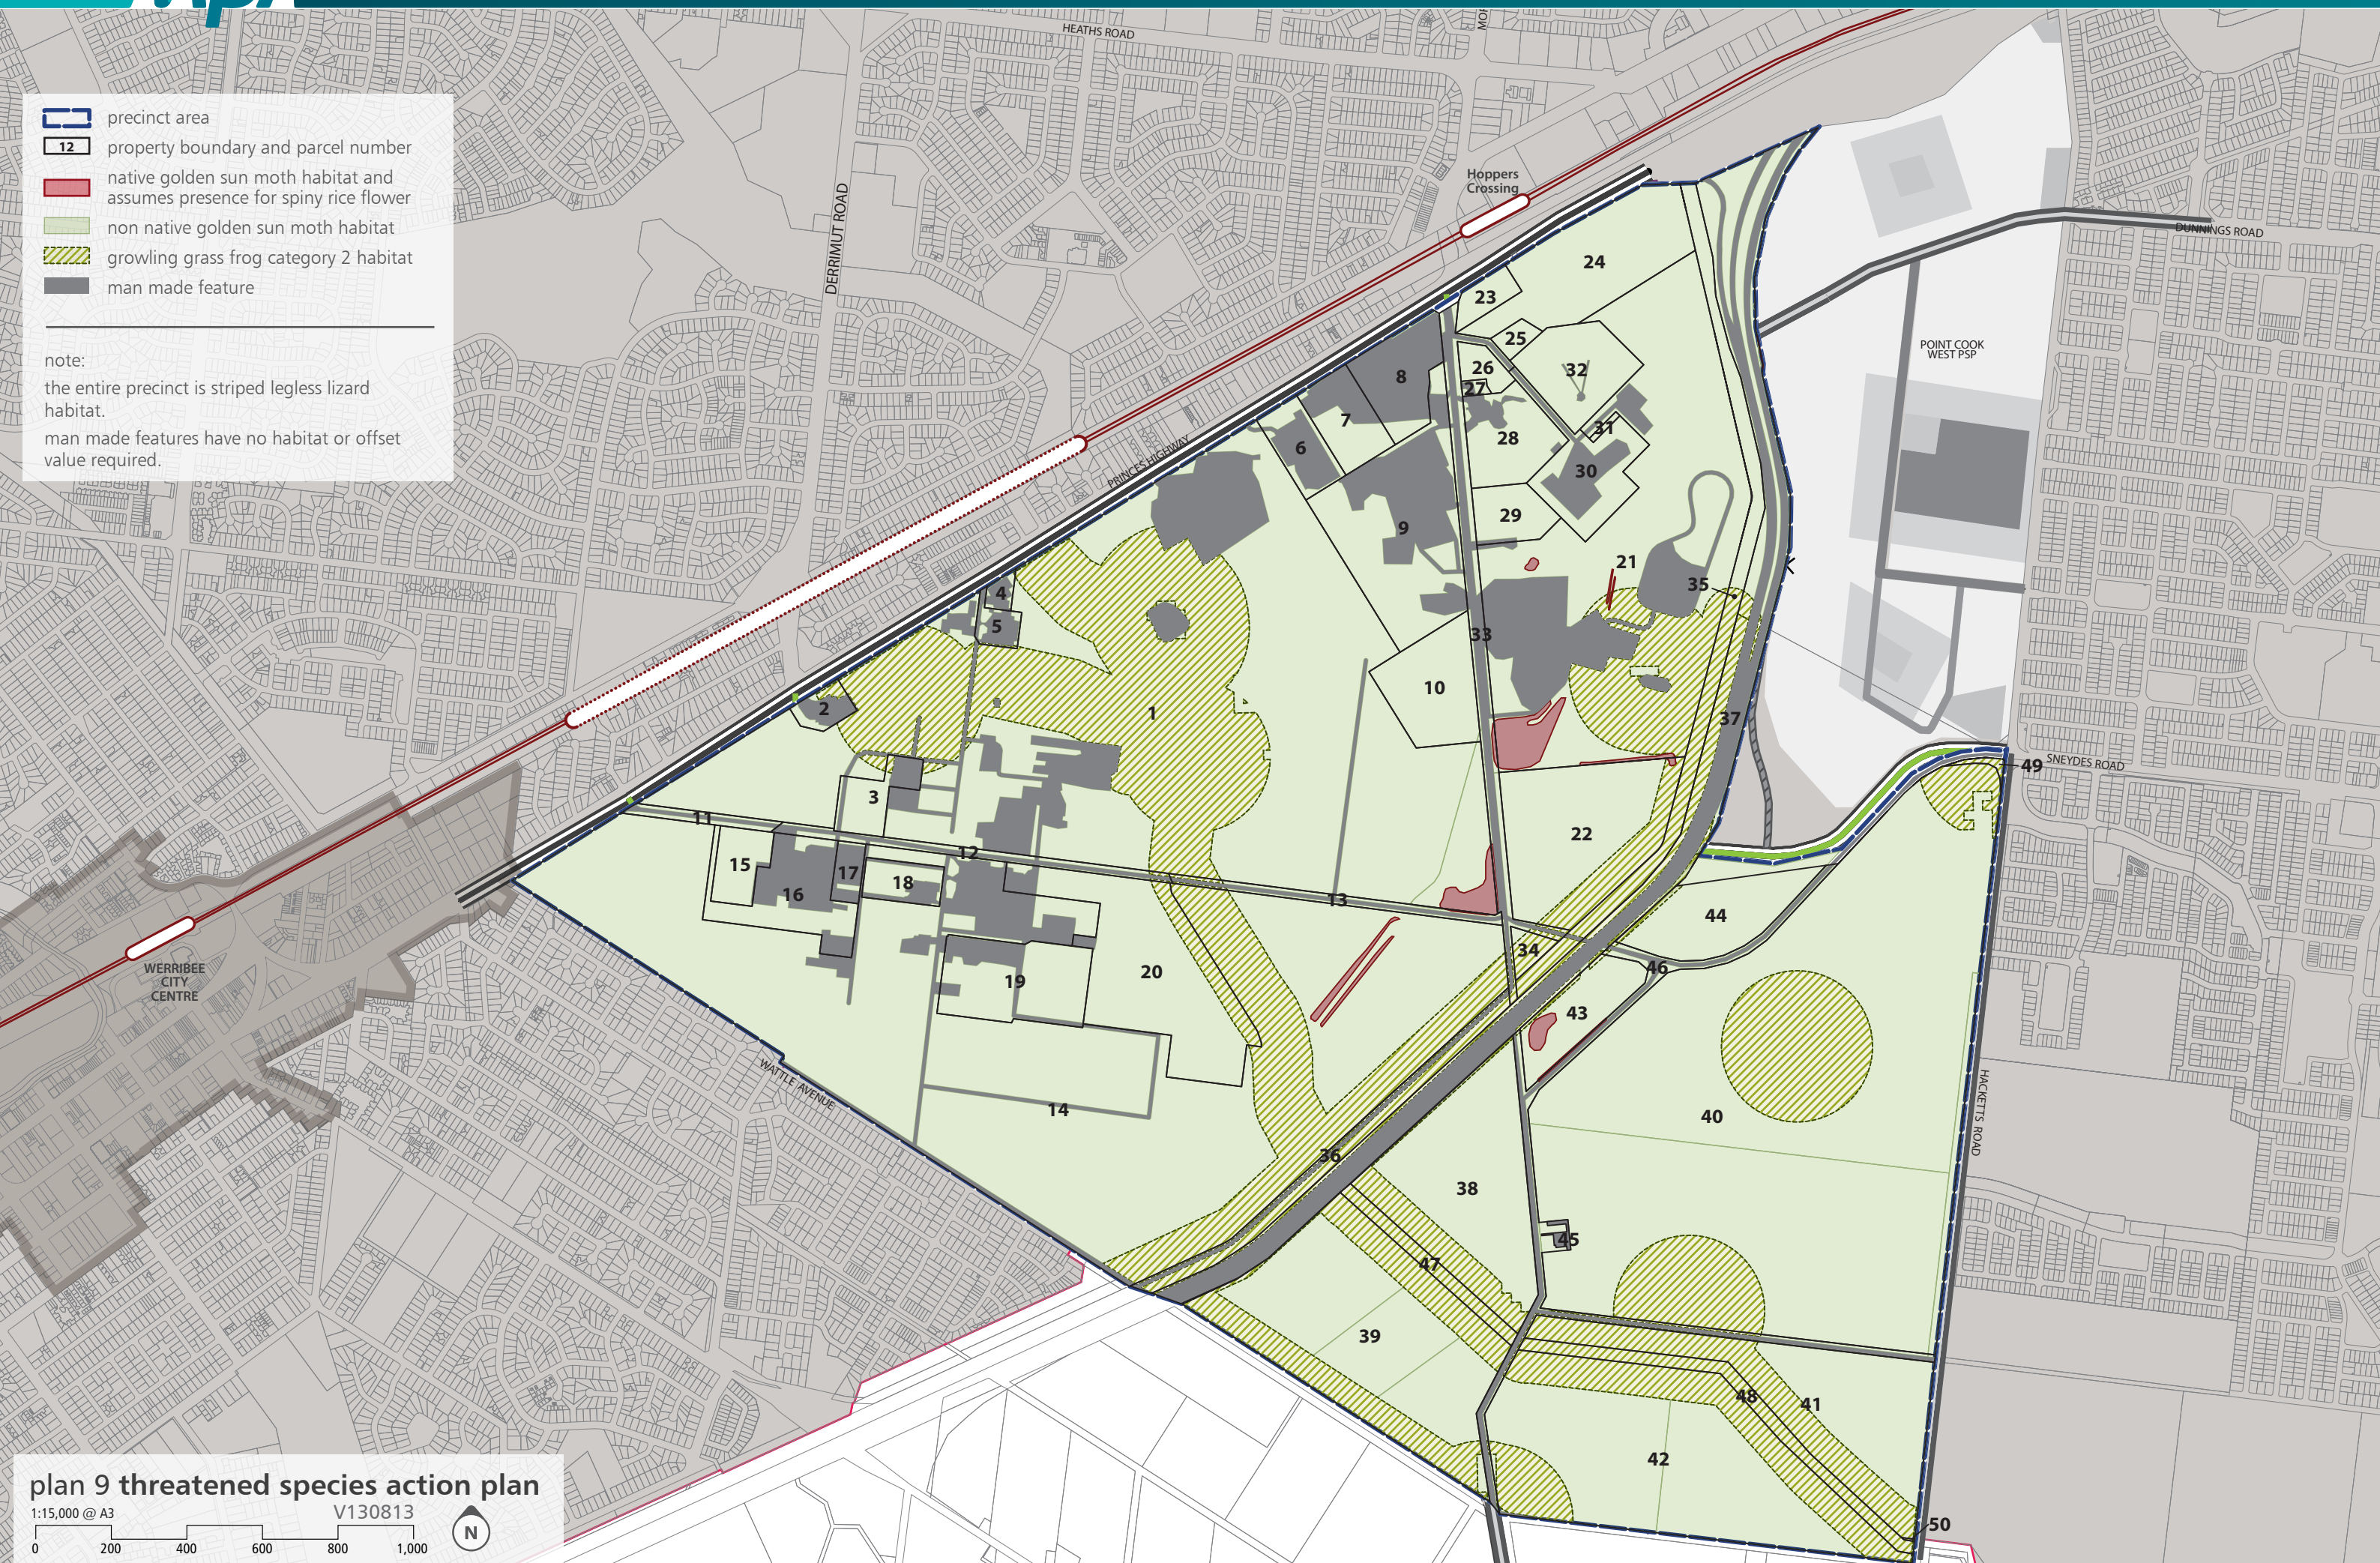 HEATHS ROAD
precinct area
12
property boundary and parcel number
native golden sun moth habitat and
assumes presence for spiny rice flower
non native golden sun moth habitat
growling grass frog category 2 habitat
man made feature
note:
the entire precinct is striped legless lizard
habitat.
man made features have no habitat or offset
value required.
DERRIMUT ROAD
Hoppers
Crossing
PRINCES HIGHWAY
DUNNINGS ROAD
POINT COOK
WEST PSP
SNEYDES ROAD
HACKETTS ROAD
WATTLE AVENUE
WERRIBEE
CITY
CENTRE
24
23
25
26
32
27
8
7
31
28
6
30
29
9
21
35
4
5
33
10
2
1
37
49
3
11
12
22
15
17
18
16
13
44
34
46
20
19
43
14
40
36
38
45
47
39
48
41
42
50
plan 9 threatened species action plan
1:15,000 @ A3
V130813
0 200 400 600 800 1,000
N